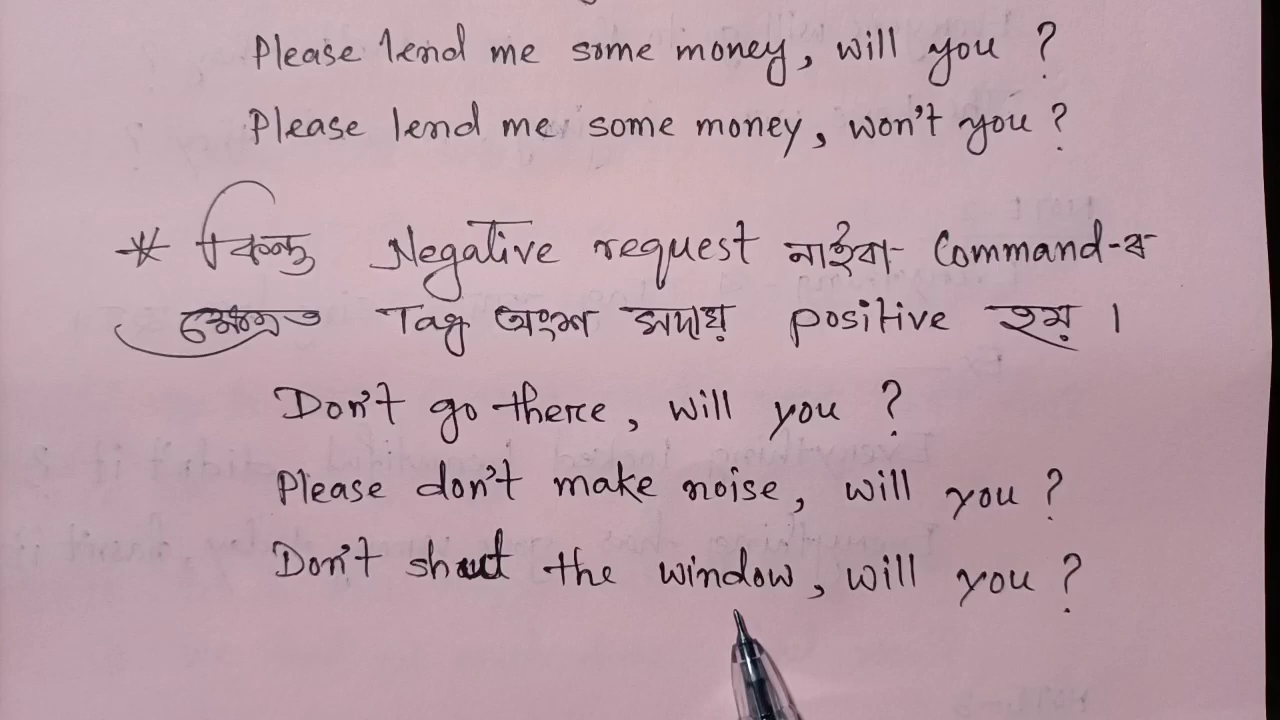 Please lend me some money, will you ?
Please lend me some money, won't you ?
* কিন্তু Negative request নাইবা Command-ৰ
ক্ষেত্ৰত Tag অংশ সদায় positive হয় ।
Don't go there, will you ?
Please don't make noise, will you ?
Don't shut the window, will you ?